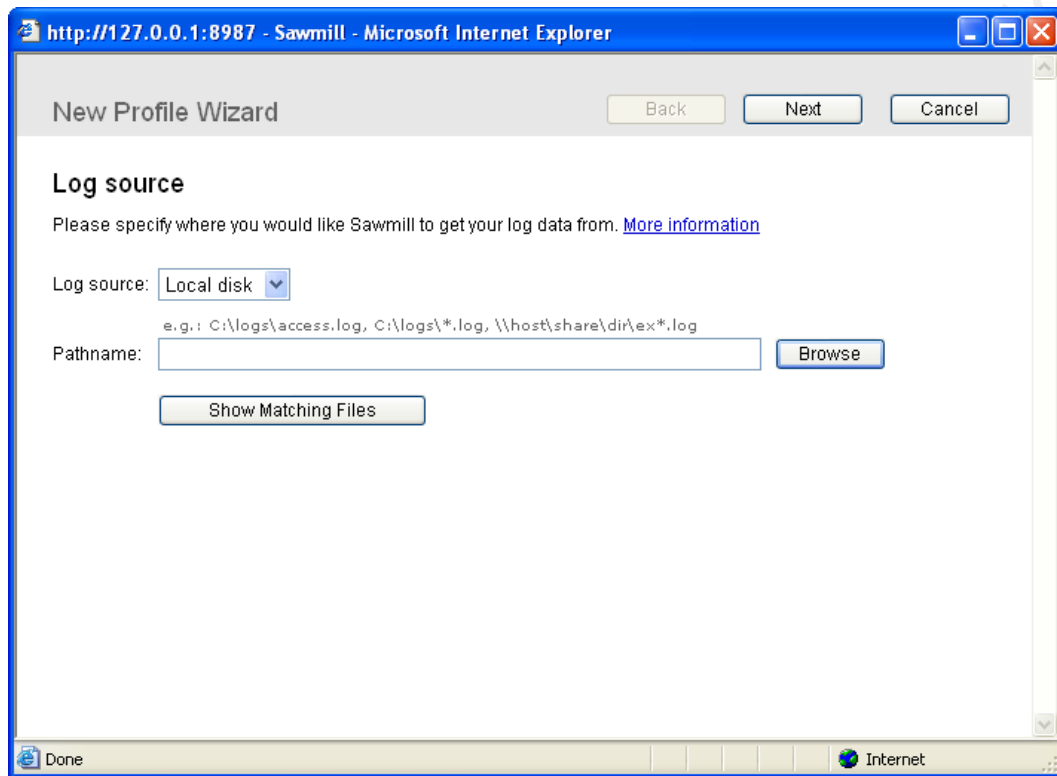 http://127.0.0.1:8987 - Sawmill - Microsoft Internet Explorer
New Profile Wizard
Back
Next
Cancel
Log source
Please specify where you would like Sawmill to get your log data from. More information
Log source: Local disk
e.g.: C:\logs\access.log, C:\logs\*.log, \\host\share\dir\ex*.log
Pathname:
Browse
Show Matching Files
Done
Internet